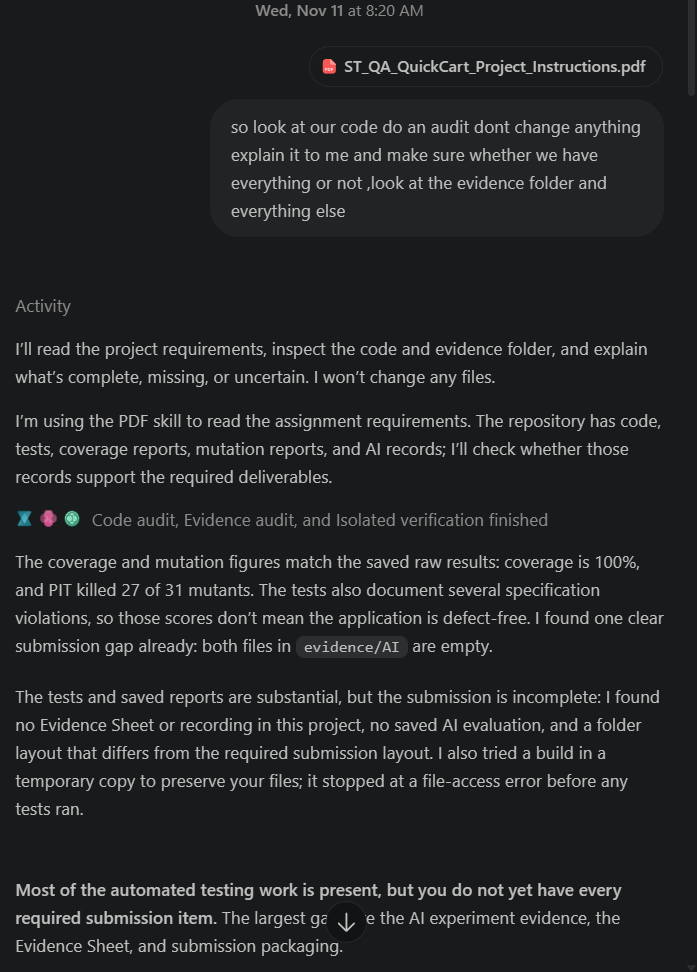 Wed, Nov 11 at 8:20 AM
PDF
ST_QA_QuickCart_Project_Instructions.pdf
so look at our code do an audit dont change anything
explain it to me and make sure whether we have
everything or not ,look at the evidence folder and
everything else
Activity
I’ll read the project requirements, inspect the code and evidence folder, and explain
what’s complete, missing, or uncertain. I won’t change any files.
I’m using the PDF skill to read the assignment requirements. The repository has code,
tests, coverage reports, mutation reports, and AI records; I’ll check whether those
records support the required deliverables.
Code audit, Evidence audit, and Isolated verification finished
The coverage and mutation figures match the saved raw results: coverage is 100%,
and PIT killed 27 of 31 mutants. The tests also document several specification
violations, so those scores don’t mean the application is defect-free. I found one clear
submission gap already: both files in evidence/AI are empty.
The tests and saved reports are substantial, but the submission is incomplete: I found
no Evidence Sheet or recording in this project, no saved AI evaluation, and a folder
layout that differs from the required submission layout. I also tried a build in a
temporary copy to preserve your files; it stopped at a file-access error before any
tests ran.
Most of the automated testing work is present, but you do not yet have every
required submission item. The largest the AI experiment evidence, the
Evidence Sheet, and submission packaging.